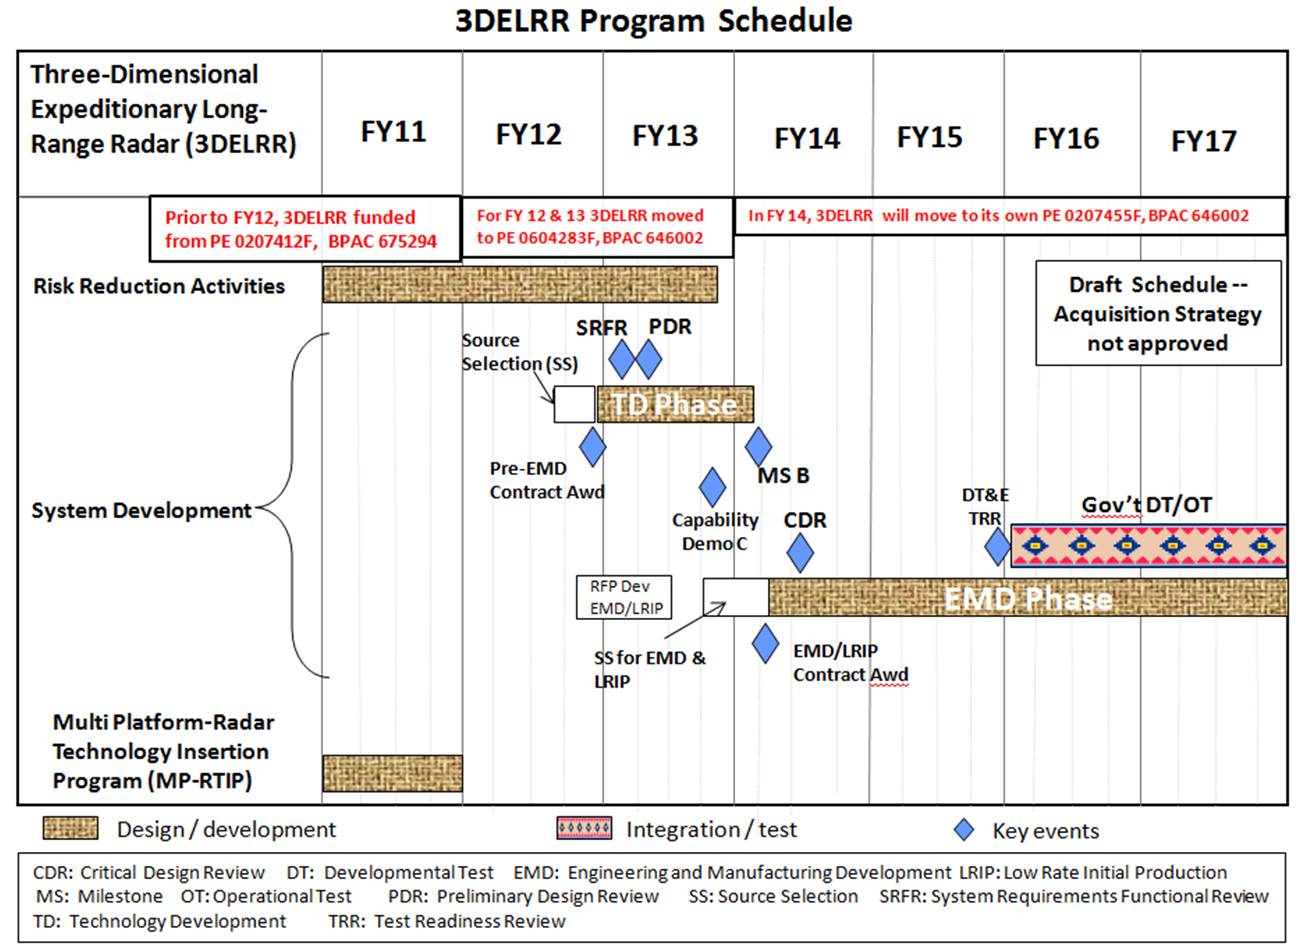 3DELRR Program Schedule
Three-Dimensional
Expeditionary Long-
Range Radar (3DELRR)
FY11
FY12
FY13
FY14
FY15
FY16
FY17
Prior to FY12, 3DELRR funded
from PE 0207412F, BPAC 675294
For FY 12 & 13 3DELRR moved
to PE 0604283F, BPAC 646002
In FY 14, 3DELRR will move to its own PE 0207455F, BPAC 646002
Risk Reduction Activities
Draft Schedule --
Acquisition Strategy
not approved
Source
Selection (SS)
SRFR
PDR
TD Phase
Pre-EMD
Contract Awd
MS B
System Development
Capability
Demo C
CDR
DT&E
TRR
Gov't DT/OT
RFP Dev
EMD/LRIP
EMD Phase
SS for EMD &
LRIP
EMD/LRIP
Contract Awd
Multi Platform-Radar
Technology Insertion
Program (MP-RTIP)
Design / development
Integration / test
Key events
CDR: Critical Design Review DT: Developmental Test EMD: Engineering and Manufacturing Development LRIP: Low Rate Initial Production
MS: Milestone OT: Operational Test PDR: Preliminary Design Review SS: Source Selection SRFR: System Requirements Functional Review
TD: Technology Development TRR: Test Readiness Review